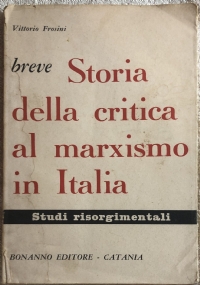 Vittorio Frosini
breve Storia
della critica
al marxismo
in Italia
Studi risorgimentali
BONANNO EDITORE - CATANIA